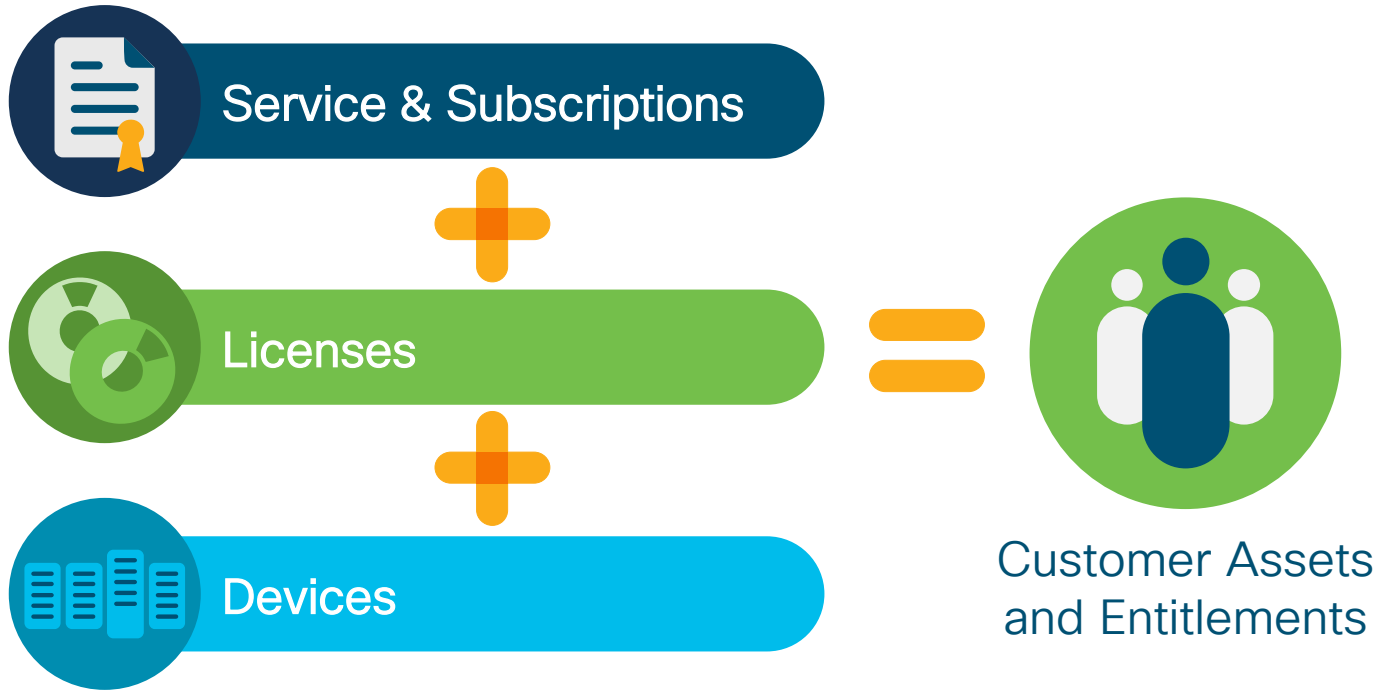 Service & Subscriptions
Licenses
Devices
Customer Assets
and Entitlements